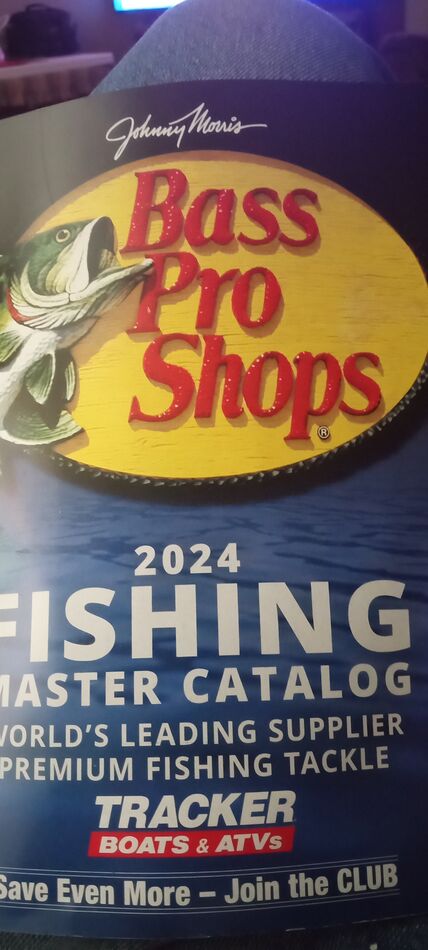 Johnny Morris
Bass
Pro
Shops
®
2024
FISHING
MASTER CATALOG
WORLD'S LEADING SUPPLIER
PREMIUM FISHING TACKLE
TRACKER
BOATS & ATVs
Save Even More – Join the CLUB